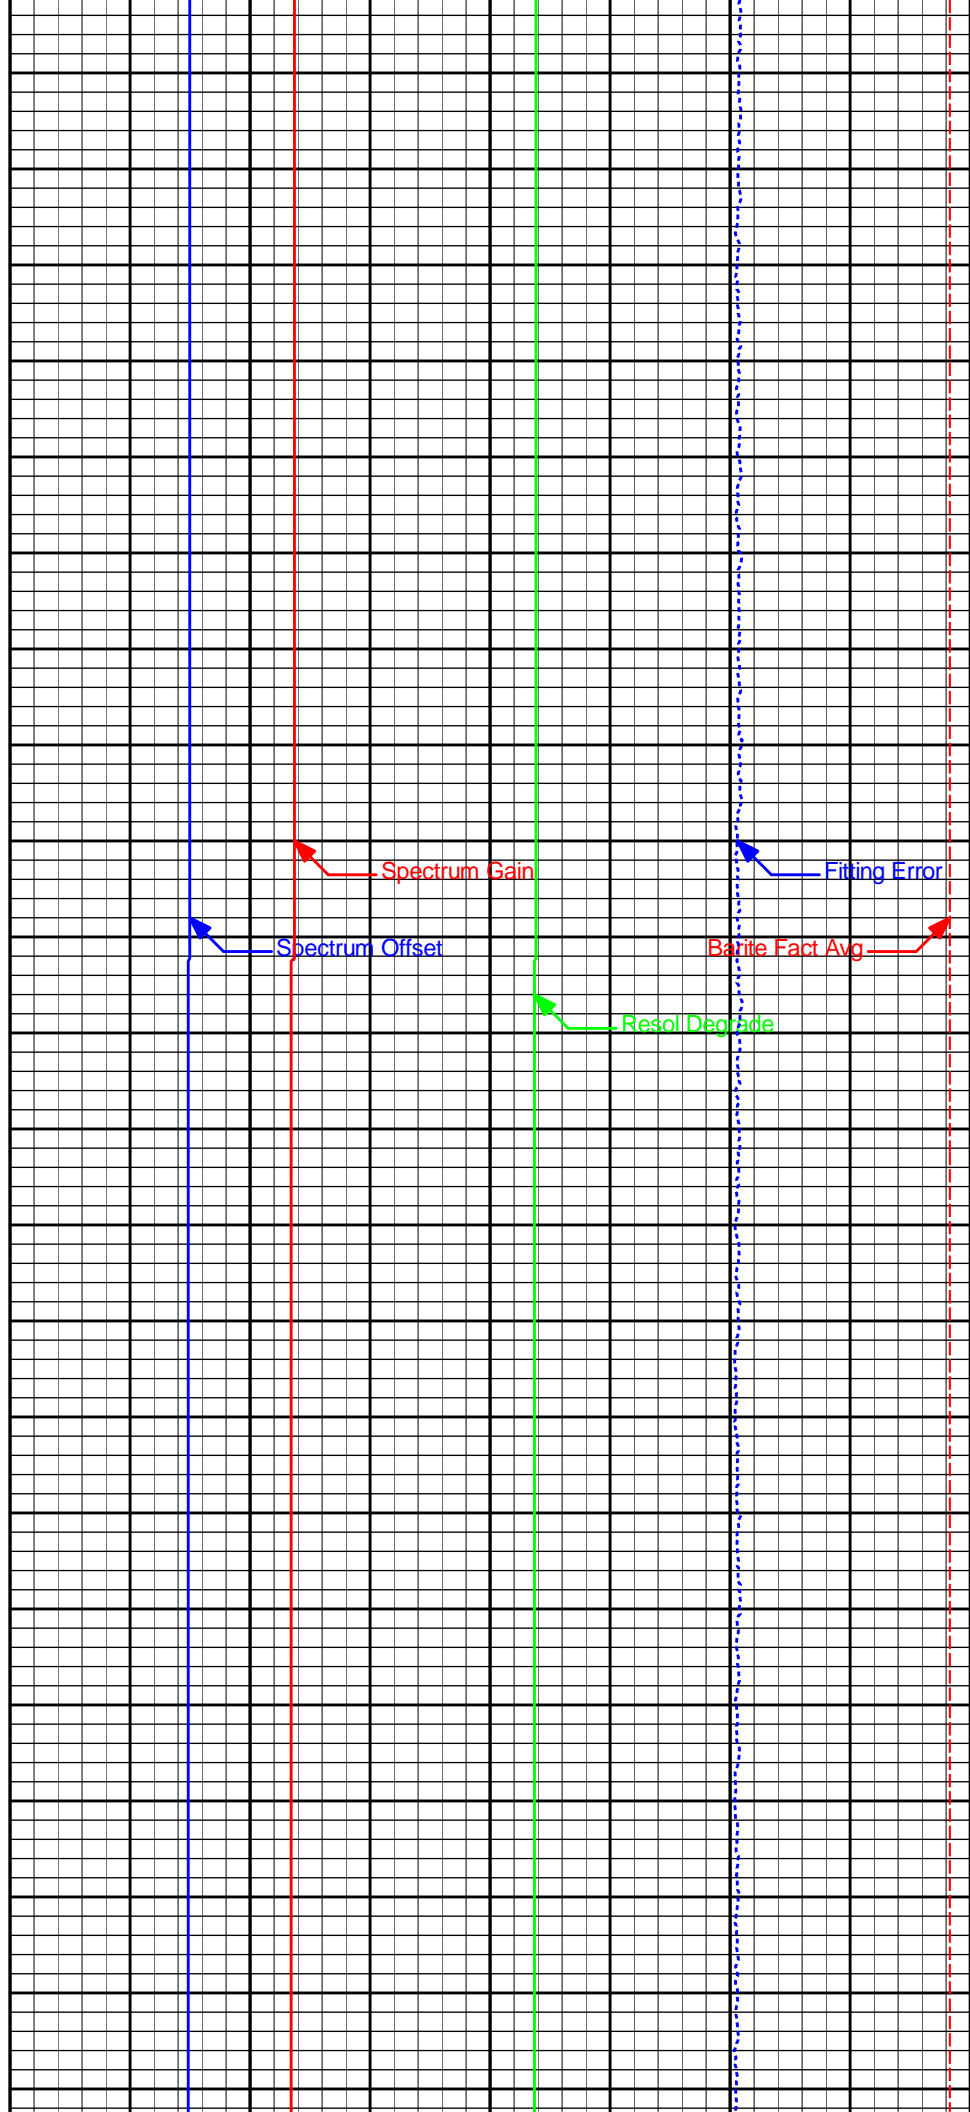 Spectrum Gain
Fitting Error
Spectrum Offset
Barite Fact Avg
Resol Degrade